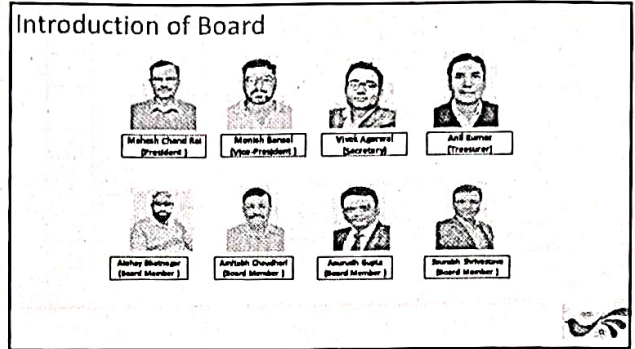 Introduction of Board
Mahesh Chand Rai
(President )
Manish Bansal
(Vice-President )
Vivek Agarwal
(Secretary)
Anil Kumar
(Treasurer)
Akshay Bhatnagar
(Board Member )
Amitabh Choudhari
(Board Member )
Anurudh Gupta
(Board Member )
Saurabh Shrivastava
(Board Member )